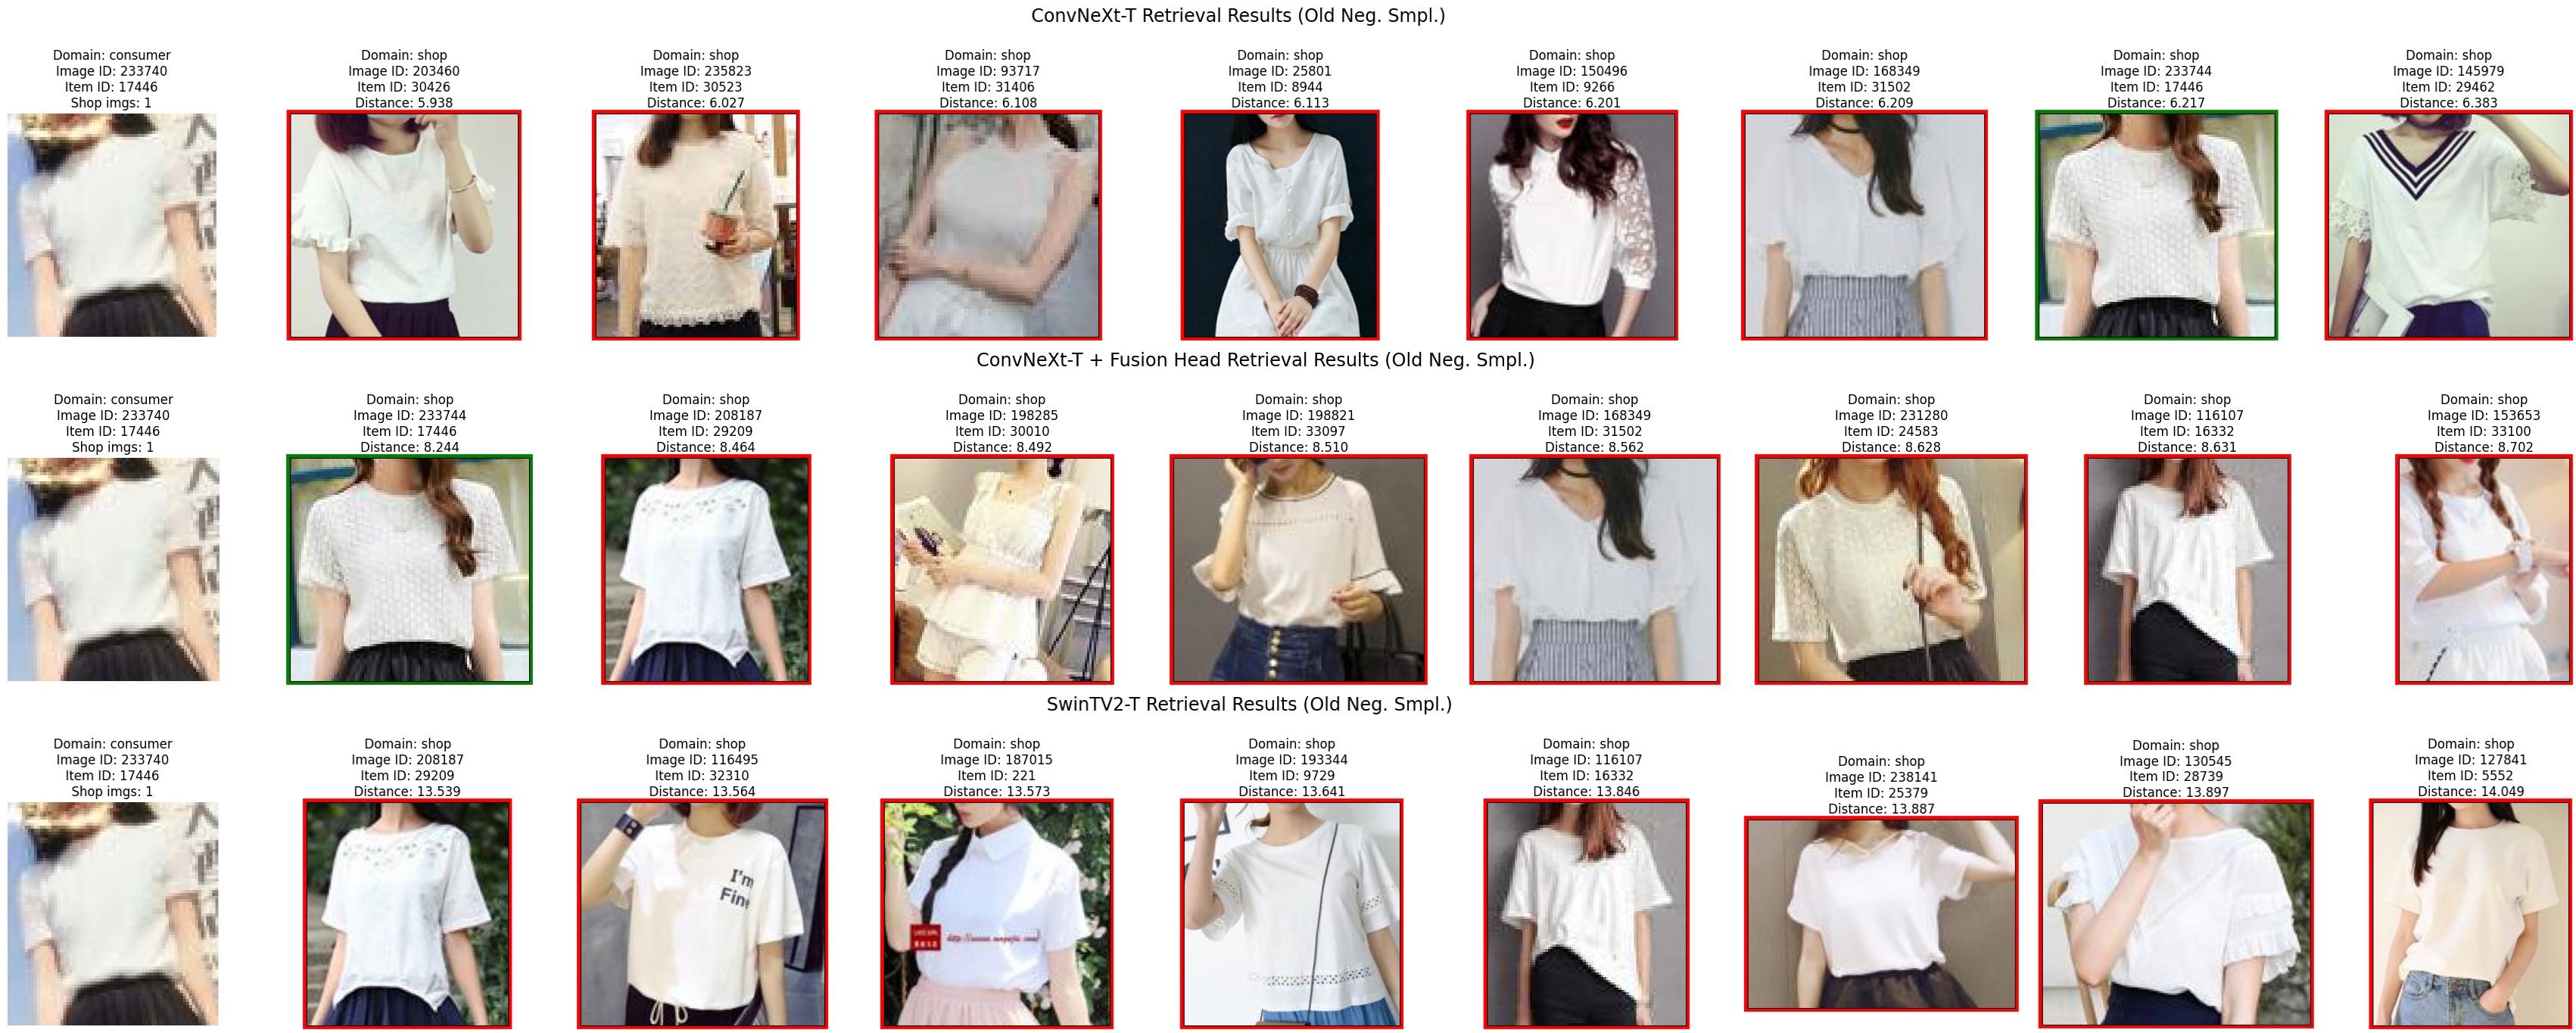 ConvNeXt-T Retrieval Results (Old Neg. Smpl.)
Domain: consumer
Image ID: 233740
Item ID: 17446
Shop imgs: 1
Domain: shop
Image ID: 203460
Item ID: 30426
Distance: 5.938
Domain: shop
Image ID: 235823
Item ID: 30523
Distance: 6.027
Domain: shop
Image ID: 93717
Item ID: 31406
Distance: 6.108
Domain: shop
Image ID: 25801
Item ID: 8944
Distance: 6.113
Domain: shop
Image ID: 150496
Item ID: 9266
Distance: 6.201
Domain: shop
Image ID: 168349
Item ID: 31502
Distance: 6.209
Domain: shop
Image ID: 233744
Item ID: 17446
Distance: 6.217
Domain: shop
Image ID: 145979
Item ID: 29462
Distance: 6.383
ConvNeXt-T + Fusion Head Retrieval Results (Old Neg. Smpl.)
Domain: consumer
Image ID: 233740
Item ID: 17446
Shop imgs: 1
Domain: shop
Image ID: 233744
Item ID: 17446
Distance: 8.244
Domain: shop
Image ID: 208187
Item ID: 29209
Distance: 8.464
Domain: shop
Image ID: 198285
Item ID: 30010
Distance: 8.492
Domain: shop
Image ID: 198821
Item ID: 33097
Distance: 8.510
Domain: shop
Image ID: 168349
Item ID: 31502
Distance: 8.562
Domain: shop
Image ID: 231280
Item ID: 24583
Distance: 8.628
Domain: shop
Image ID: 116107
Item ID: 16332
Distance: 8.631
Domain: shop
Image ID: 153653
Item ID: 33100
Distance: 8.702
SwinTV2-T Retrieval Results (Old Neg. Smpl.)
Domain: consumer
Image ID: 233740
Item ID: 17446
Shop imgs: 1
Domain: shop
Image ID: 208187
Item ID: 29209
Distance: 13.539
Domain: shop
Image ID: 116495
Item ID: 32310
Distance: 13.564
I'm
Fine
Domain: shop
Image ID: 187015
Item ID: 221
Distance: 13.573
Domain: shop
Image ID: 193344
Item ID: 9729
Distance: 13.641
Domain: shop
Image ID: 116107
Item ID: 16332
Distance: 13.846
Domain: shop
Image ID: 238141
Item ID: 25379
Distance: 13.887
Domain: shop
Image ID: 130545
Item ID: 28739
Distance: 13.897
Domain: shop
Image ID: 127841
Item ID: 5552
Distance: 14.049